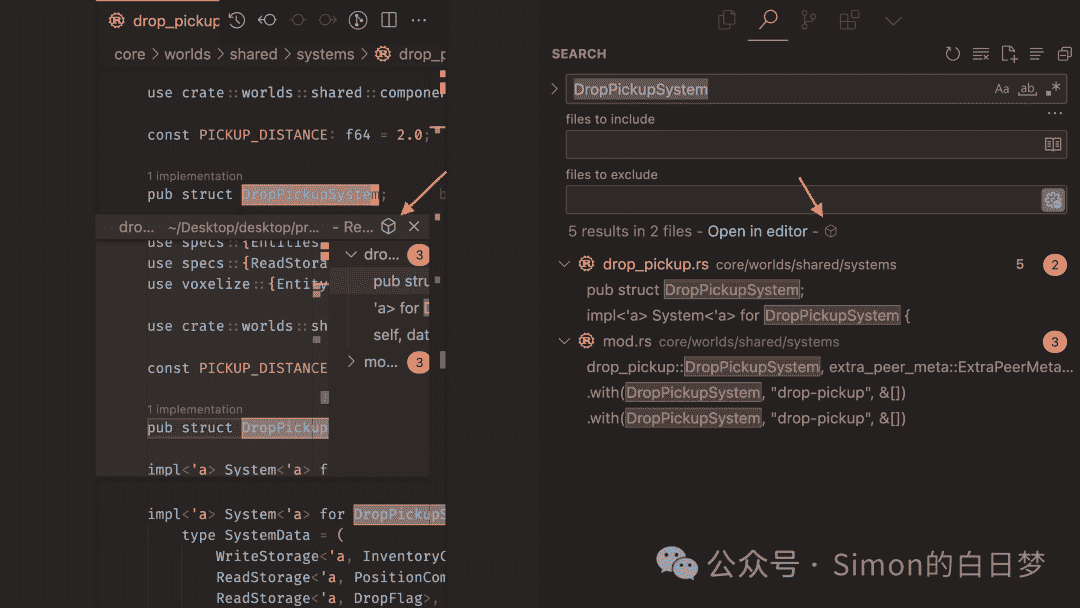 drop_pickup
core > worlds > shared > systems > drop_p
use crate::worlds::shared::componen
const PICKUP_DISTANCE: f64 = 2.0;
1 implementation
pub struct DropPickupSystem;
dro... ~/Desktop/desktop/pr... - Re...
use specs::{Entities
use specs::{ReadStora
use voxelize::{Entity
use crate::worlds::sh
const PICKUP_DISTANCE
1 implementation
pub struct DropPickup
impl<'a> System<'a> f
dro... 3
pub stru
'a> for D
self, dat
mo... 3
impl<'a> System<'a> for DropPickupS
type SystemData = (
WriteStorage<'a, InventoryC
ReadStorage<'a, PositionCom
ReadStorage<'a, DropFlag>,
SEARCH
DropPickupSystem Aa ab .*
files to include
files to exclude
5 results in 2 files - Open in editor -
drop_pickup.rs core/worlds/shared/systems 5 2
pub struct DropPickupSystem;
impl<'a> System<'a> for DropPickupSystem {
mod.rs core/worlds/shared/systems 3
drop_pickup::DropPickupSystem, extra_peer_meta::ExtraPeerMeta...
.with(DropPickupSystem, "drop-pickup", &[])
.with(DropPickupSystem, "drop-pickup", &[])
公众号 · Simon的白日梦